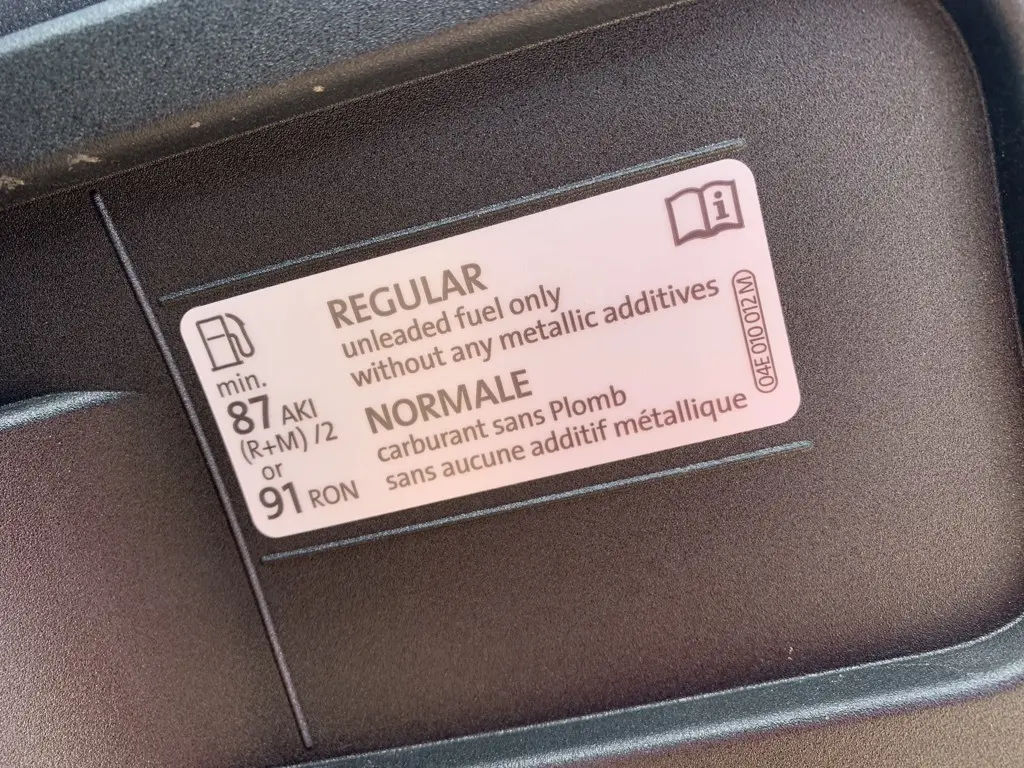 REGULAR
unleaded fuel only
without any metallic additives
NORMALE
carburant sans Plomb
sans aucune additif métallique
min.
87 AKI
(R+M) /2
or
91 RON
04E 010 012 M
i